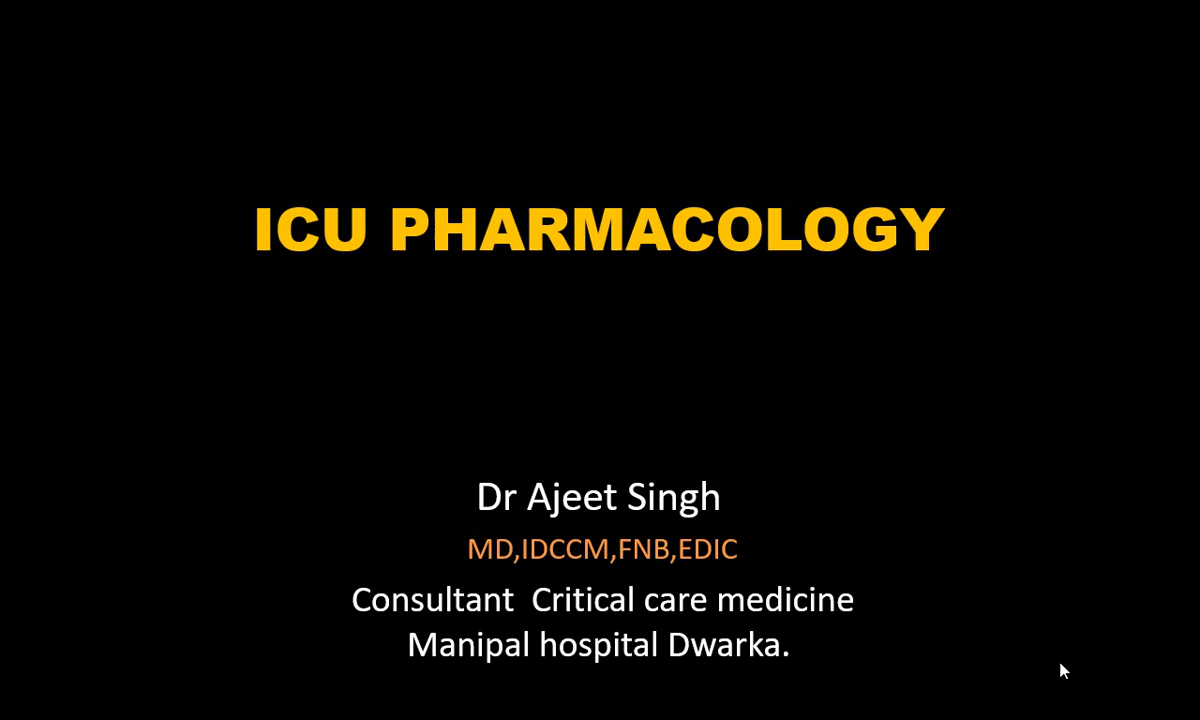 ICU PHARMACOLOGY
Dr Ajeet Singh
MD,IDCCM,FNB,EDIC
Consultant  Critical care medicine
Manipal hospital Dwarka.